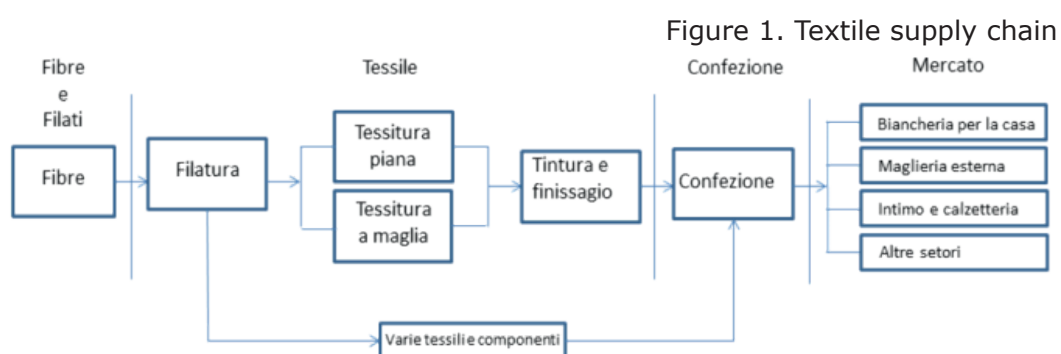 Figure 1. Textile supply chain
Fibre
e
Filati
Tessile
Confezione
Mercato
Fibre
Filatura
Tessitura
piana
Tessitura
a maglia
Tintura e
finissagio
Confezione
Biancheria per la casa
Maglieria esterna
Intimo e calzetteria
Altre setori
Varie tessili e componenti